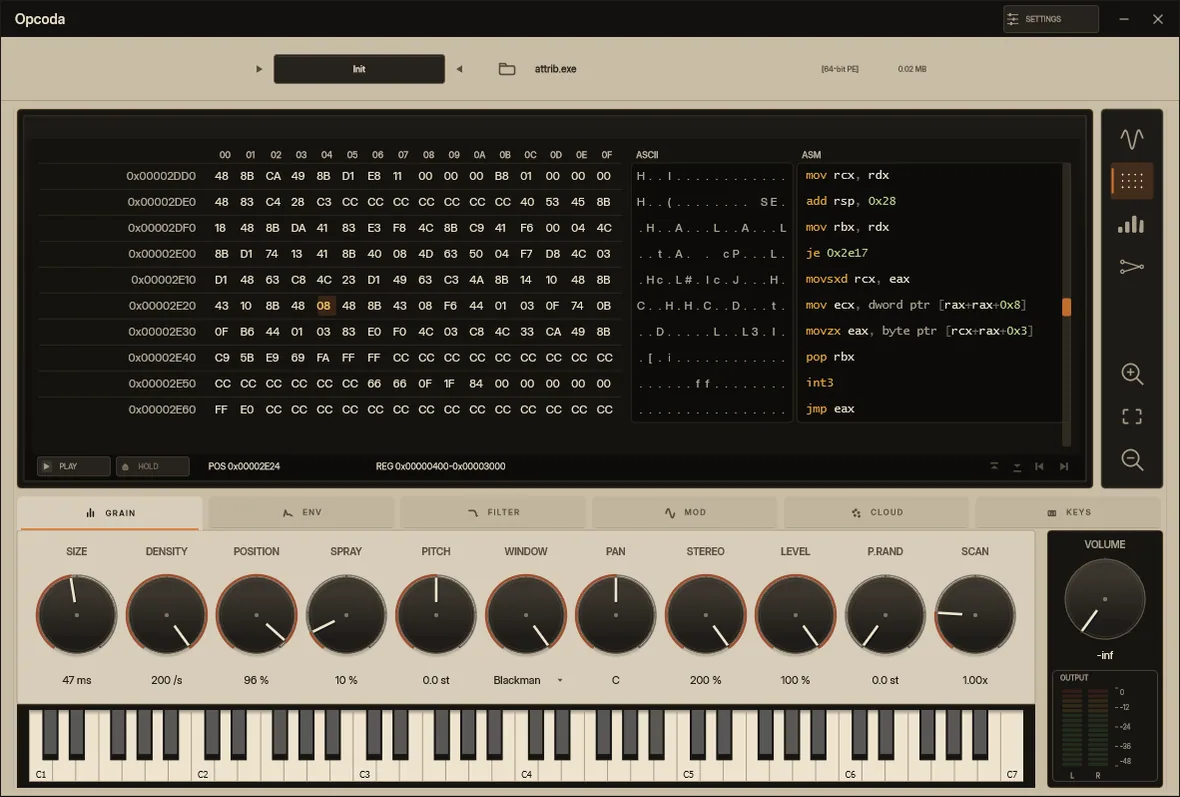 Opcoda
SETTINGS
Init
attrib.exe
[64-bit PE]
0.02 MB
00 01 02 03 04 05 06 07 08 09 0A 0B 0C 0D 0E 0F ASCII ASM
0x00002DD0 48 8B CA 49 8B D1 E8 11 00 00 00 B8 01 00 00 00 H..I............ mov rcx, rdx
0x00002DE0 48 83 C4 28 C3 CC CC CC CC CC CC CC 40 53 45 8B H..(........ SE. add rsp, 0x28
0x00002DF0 18 48 8B DA 41 83 E3 F8 4C 8B C9 41 F6 00 04 4C .H..A...L..A...L mov rbx, rdx
0x00002E00 8B D1 74 13 41 8B 40 08 4D 63 50 04 F7 D8 4C 03 ..t.A. . cP...L. je 0x2e17
0x00002E10 D1 48 63 C8 4C 23 D1 49 63 C3 4A 8B 14 10 48 8B .Hc.L#.Ic.J...H. movsxd rcx, eax
0x00002E20 43 10 8B 48 08 48 8B 43 08 F6 44 01 03 0F 74 0B C..H.H.C..D...t. mov ecx, dword ptr [rax+rax+0x8]
0x00002E30 0F B6 44 01 03 83 E0 F0 4C 03 C8 4C 33 CA 49 8B ..D.....L..L3.I. movzx eax, byte ptr [rcx+rax+0x3]
0x00002E40 C9 5B E9 69 FA FF FF CC CC CC CC CC CC CC CC CC .[.i............ pop rbx
0x00002E50 CC CC CC CC CC CC 66 66 0F 1F 84 00 00 00 00 00 ......ff........ int3
0x00002E60 FF E0 CC CC CC CC CC CC CC CC CC CC CC CC CC CC ................ jmp eax
PLAY
HOLD
POS 0x00002E24
REG 0x00000400-0x00003000
GRAIN ENV FILTER MOD CLOUD KEYS
SIZE DENSITY POSITION SPRAY PITCH WINDOW PAN STEREO LEVEL P.RAND SCAN
47 ms 200 /s 96 % 10 % 0.0 st Blackman C 200 % 100 % 0.0 st 1.00x
VOLUME
-inf
OUTPUT
0
-12
-24
-36
-48
L R
C1 C2 C3 C4 C5 C6 C7